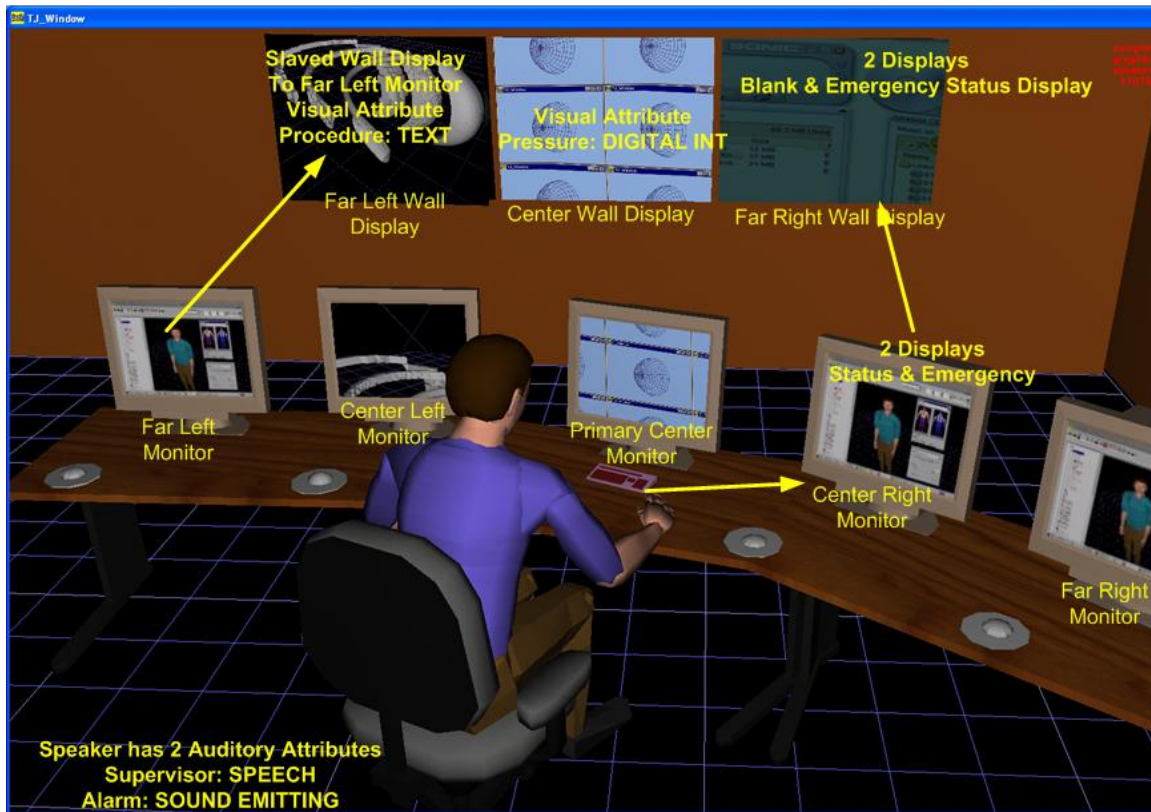 TJ_Window
Slaved Wall Display
To Far Left Monitor
Visual Attribute
Procedure: TEXT
Far Left Wall
Display
Visual Attribute
Pressure: DIGITAL INT
Center Wall Display
2 Displays
Blank & Emergency Status Display
Far Right Wall Display
2 Displays
Status & Emergency
Far Left
Monitor
Center Left
Monitor
Primary Center
Monitor
Center Right
Monitor
Far Right
Monitor
Speaker has 2 Auditory Attributes
Supervisor: SPEECH
Alarm: SOUND EMITTING